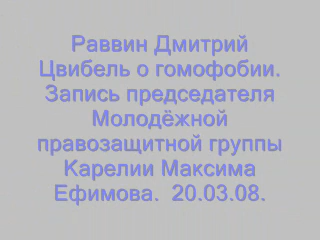 Раввин Дмитрий
Цвибель о гомофобии.
Запись председателя
Молодёжной
правозащитной группы
Карелии Максима
Ефимова.  20.03.08.